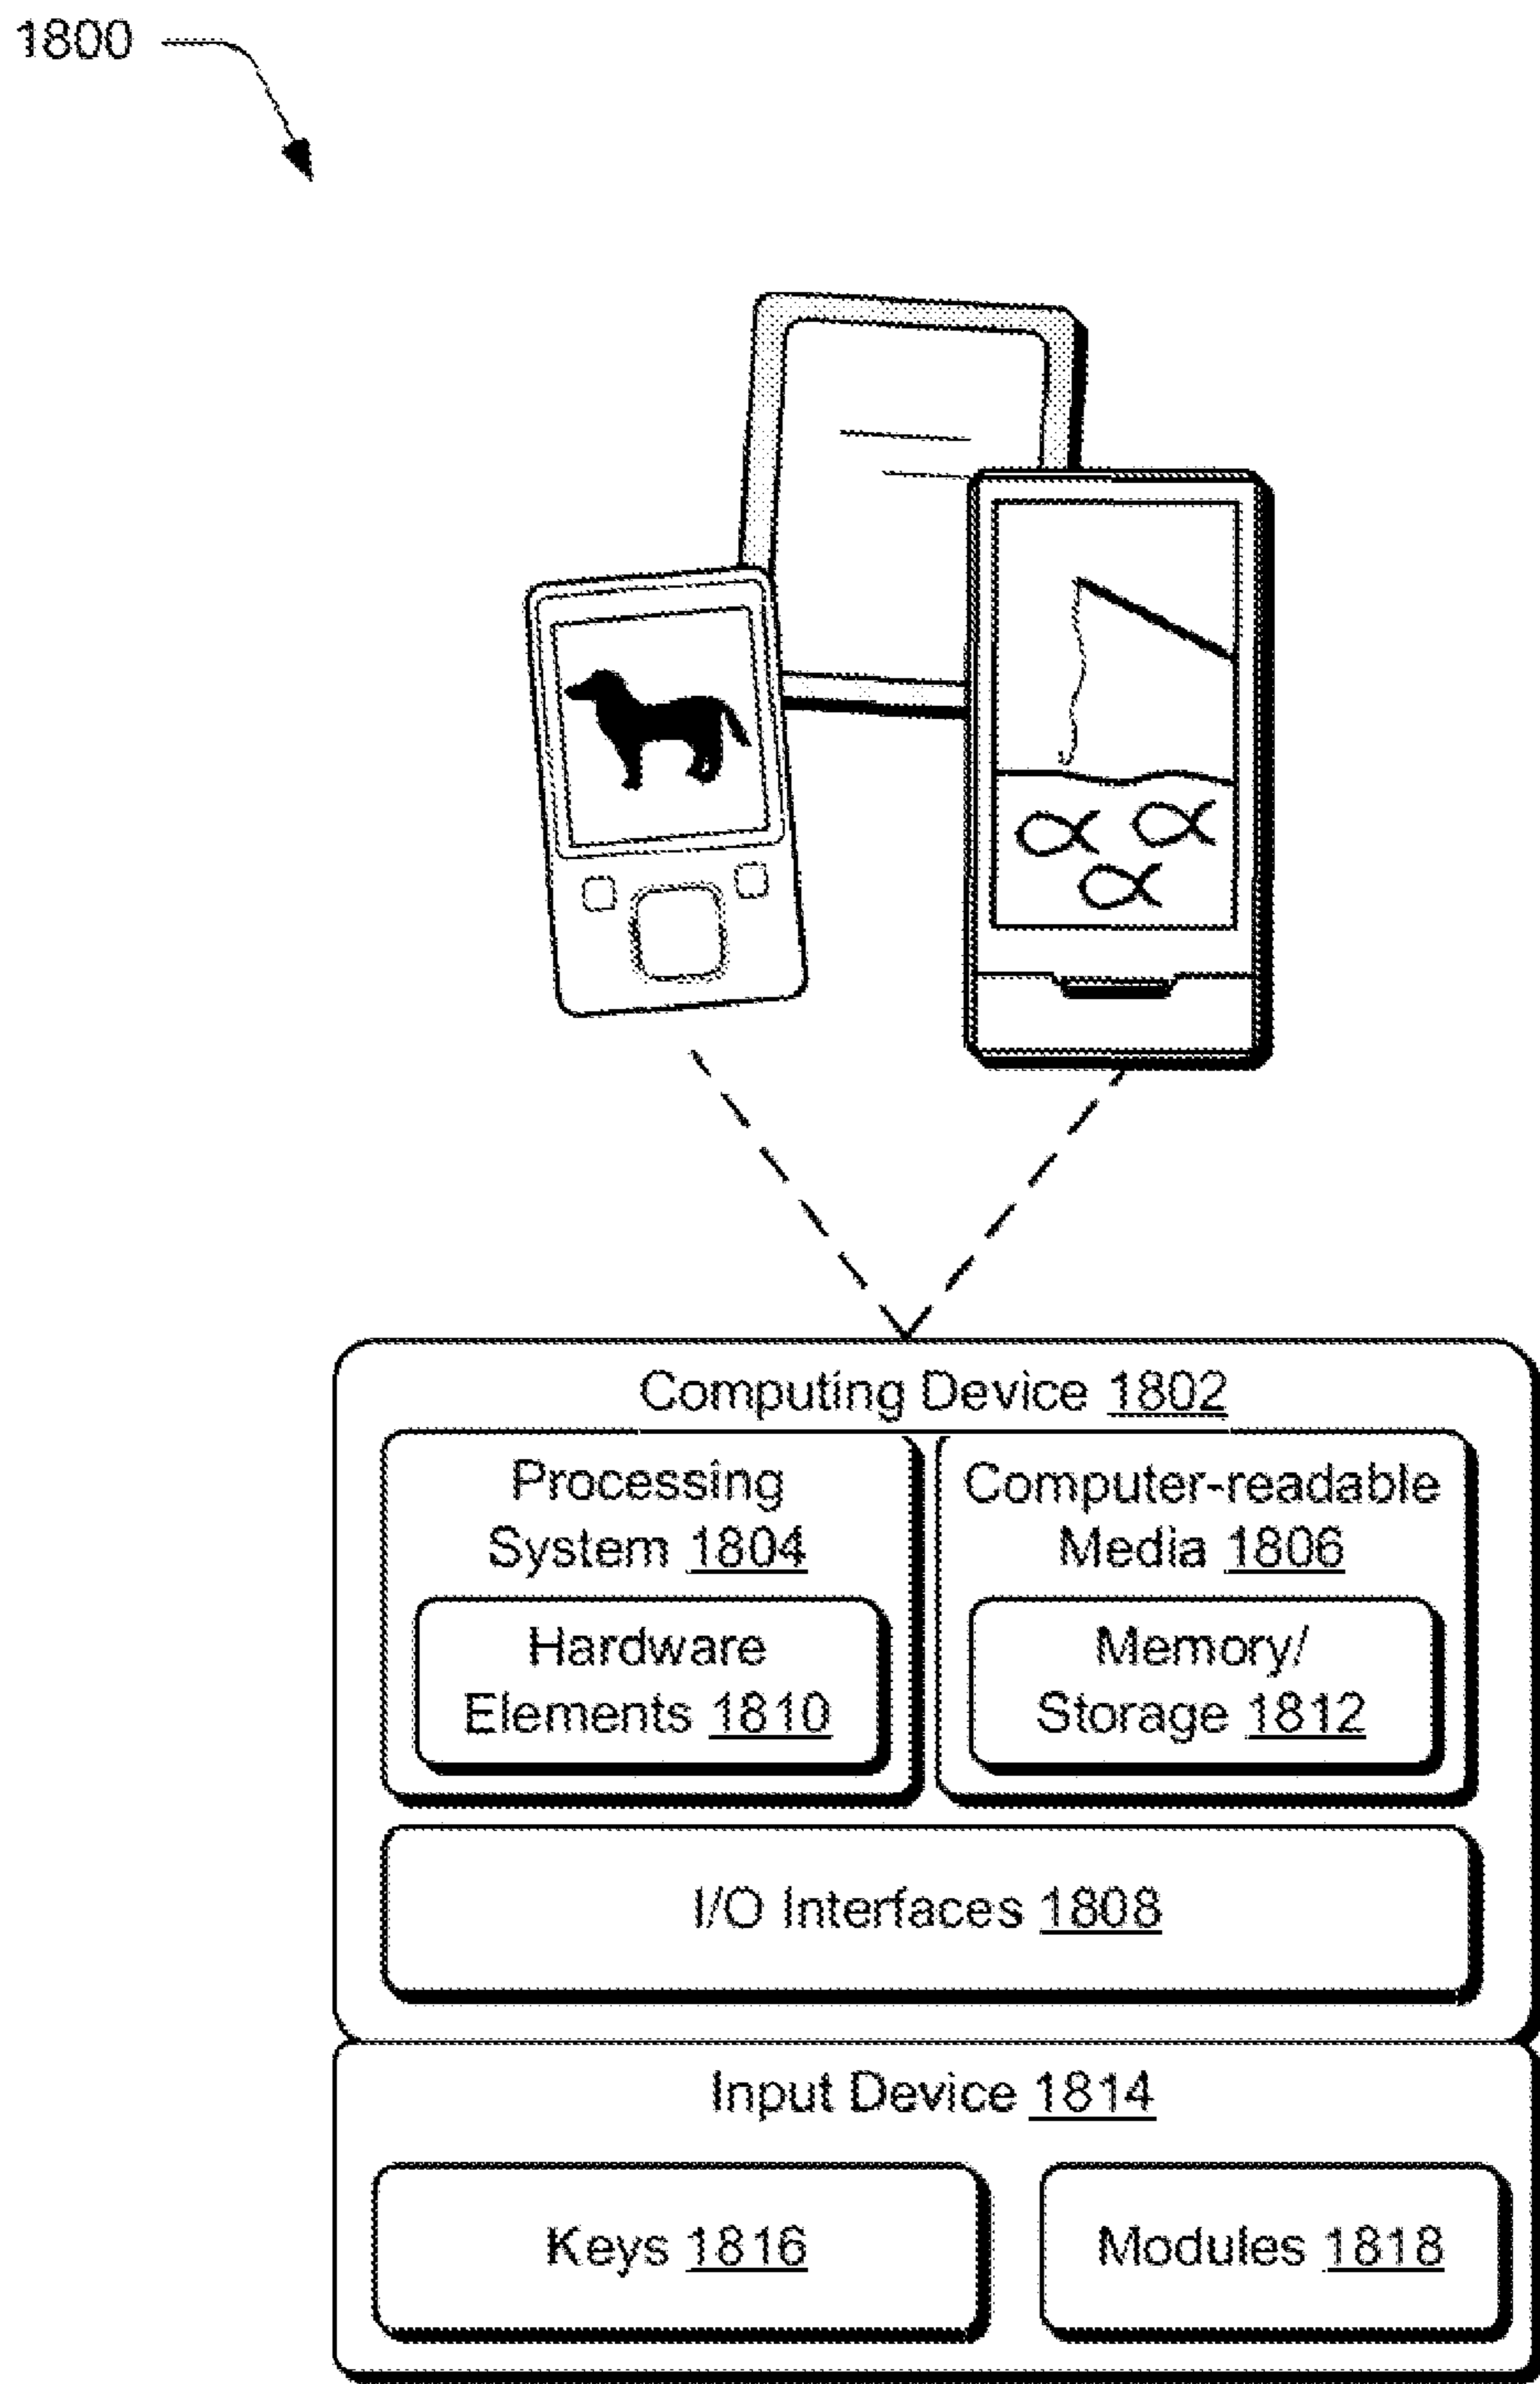 1800
Computing Device 1802
Processing
System 1804
Hardware
Elements 1810
Computer-readable
Media 1806
Memory/
Storage 1812
I/O Interfaces 1808
Input Device 1814
Keys 1816
Modules 1818